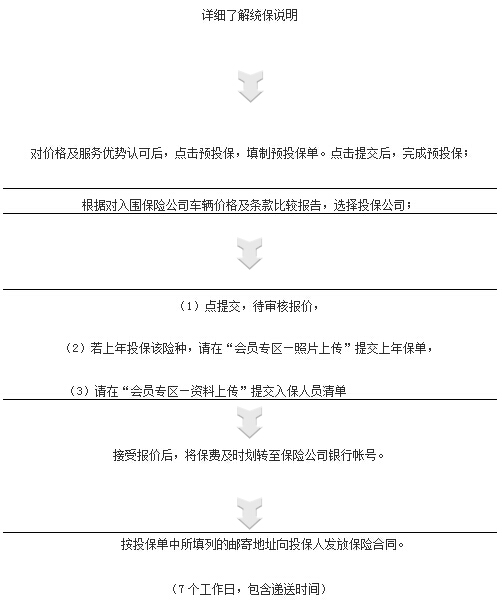 详细了解统保说明
对价格及服务优势认可后，点击预投保，填制预投保单。点击提交后，完成预投保；
根据对入围保险公司车辆价格及条款比较报告，选择投保公司；
（1）点提交，待审核报价，
（2）若上年投保该险种，请在“会员专区—照片上传”提交上年保单，
（3）请在“会员专区—资料上传”提交入保人员清单
接受报价后，将保费及时划转至保险公司银行帐号。
按投保单中所填列的邮寄地址向投保人发放保险合同。
（7 个工作日，包含递送时间）